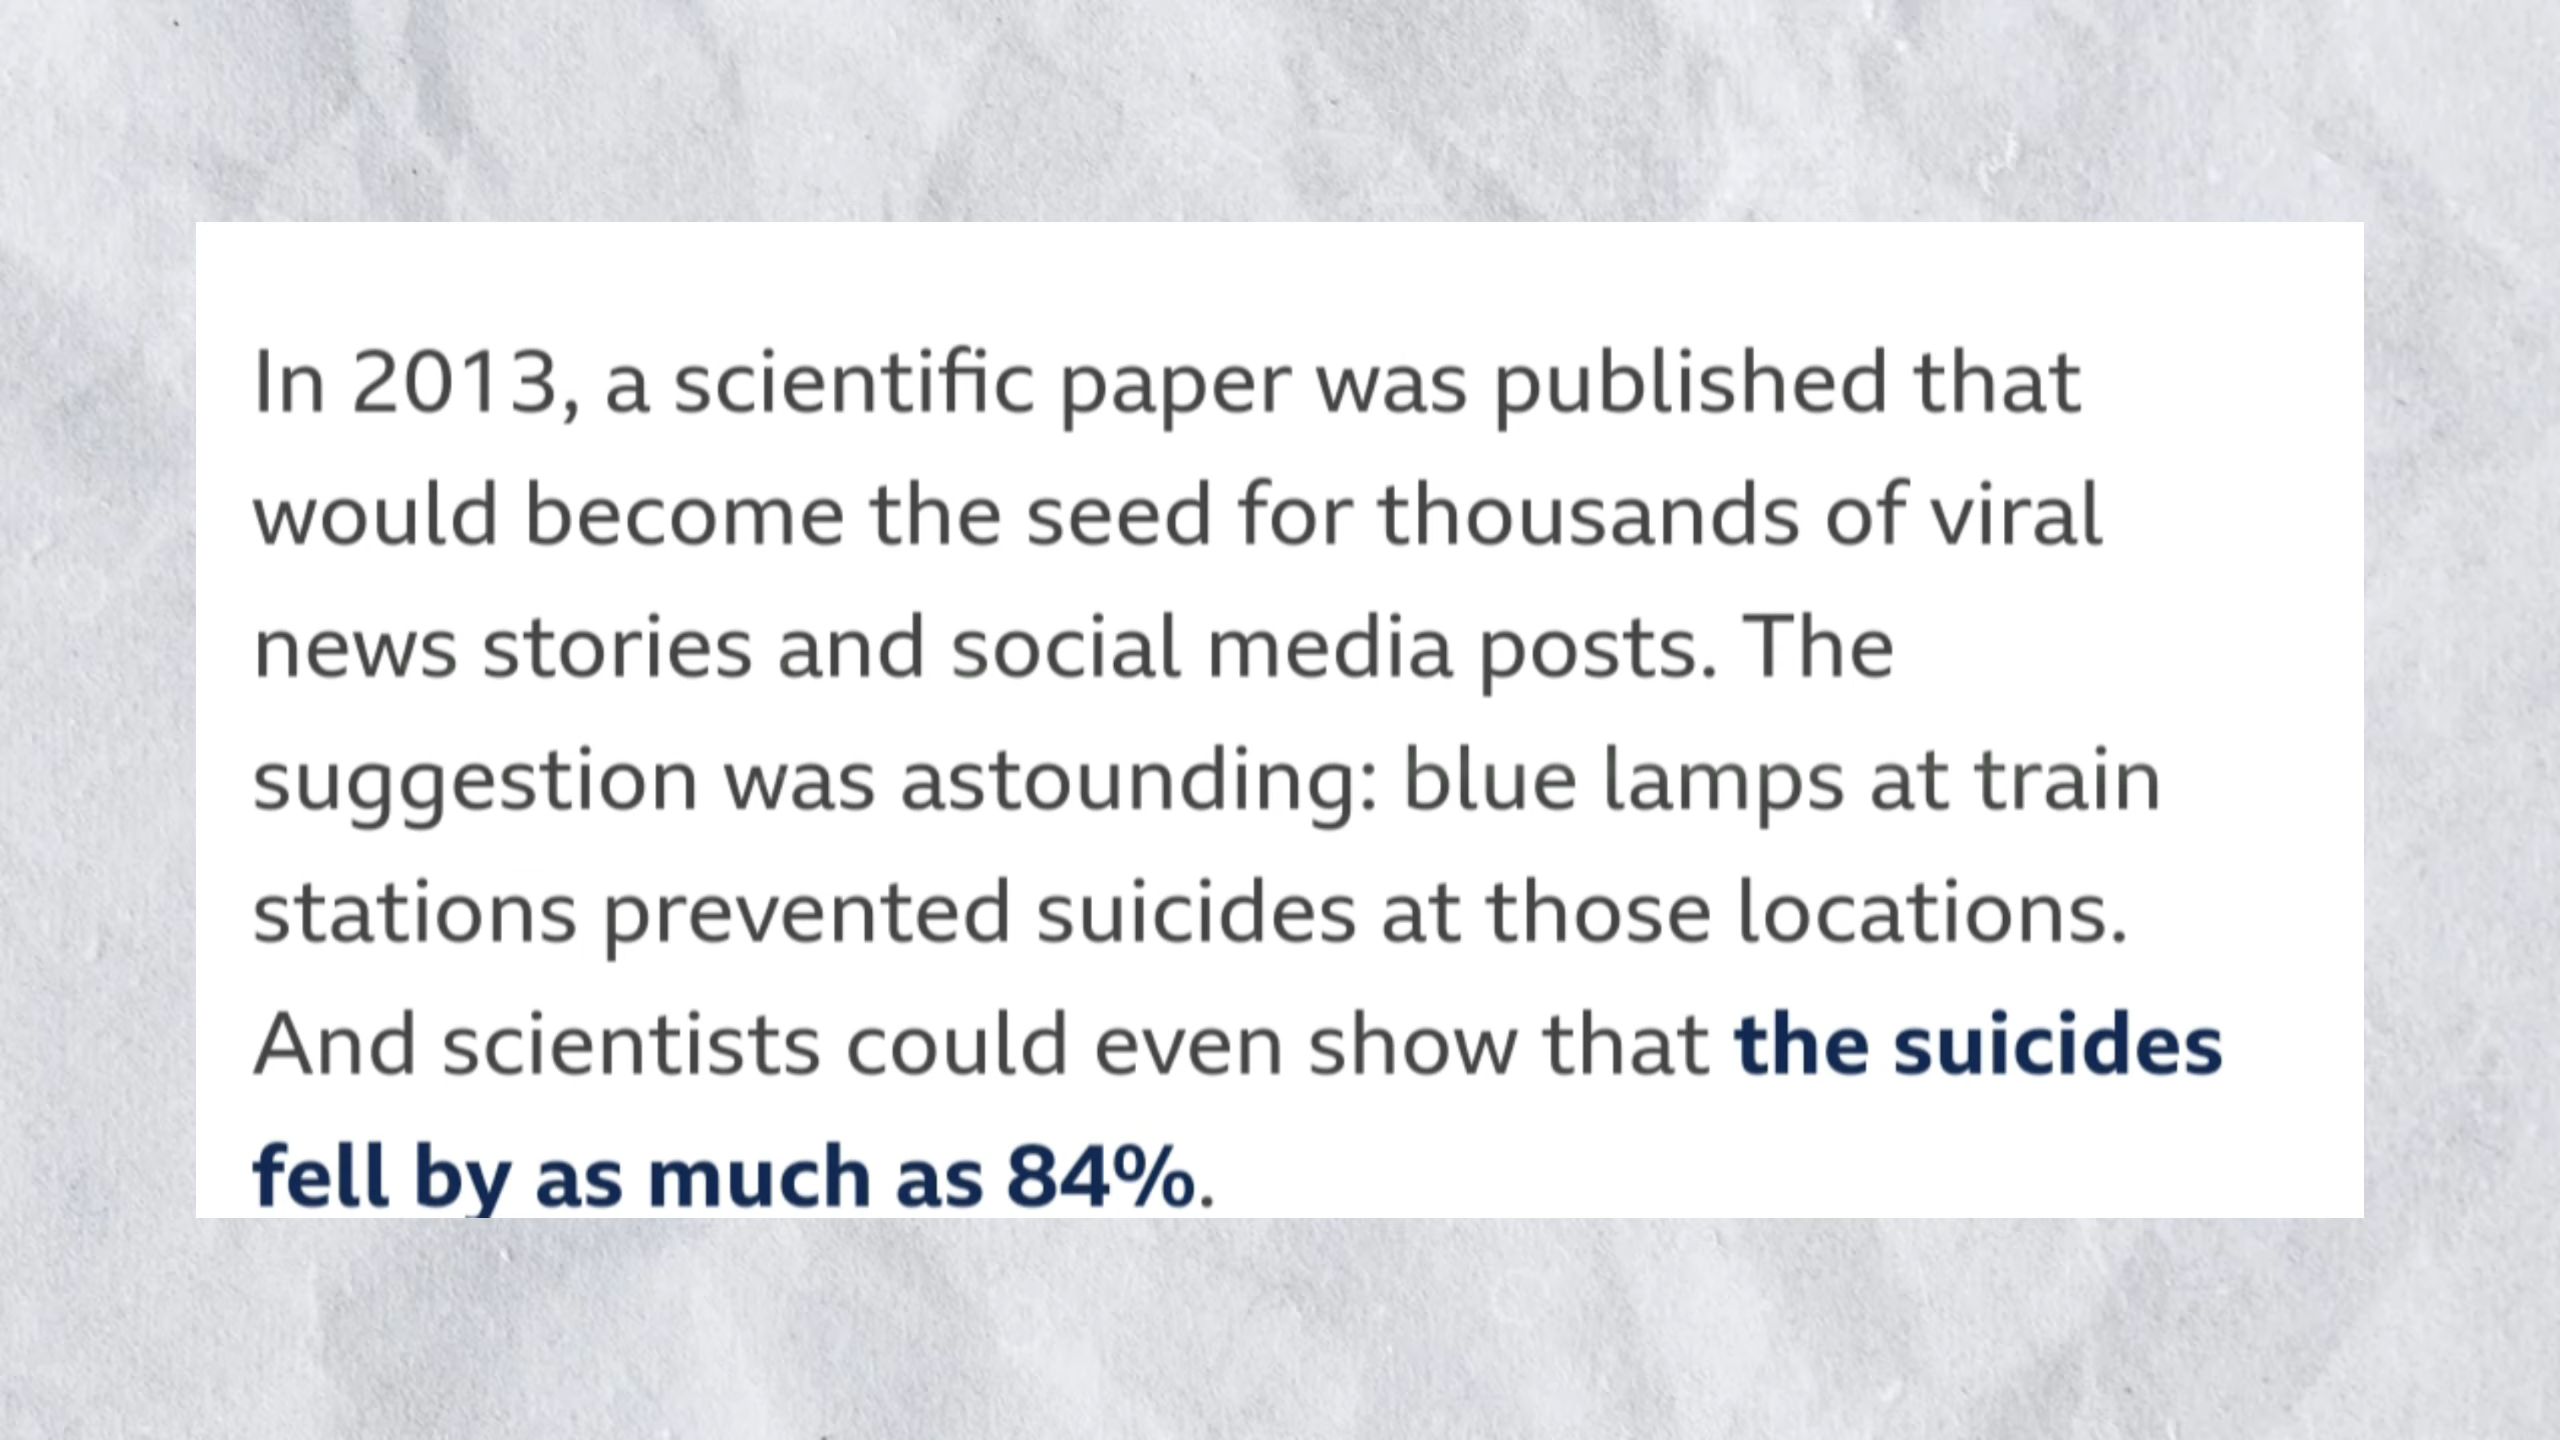 In 2013, a scientific paper was published that
would become the seed for thousands of viral
news stories and social media posts. The
suggestion was astounding: blue lamps at train
stations prevented suicides at those locations.
And scientists could even show that the suicides
fell by as much as 84%.